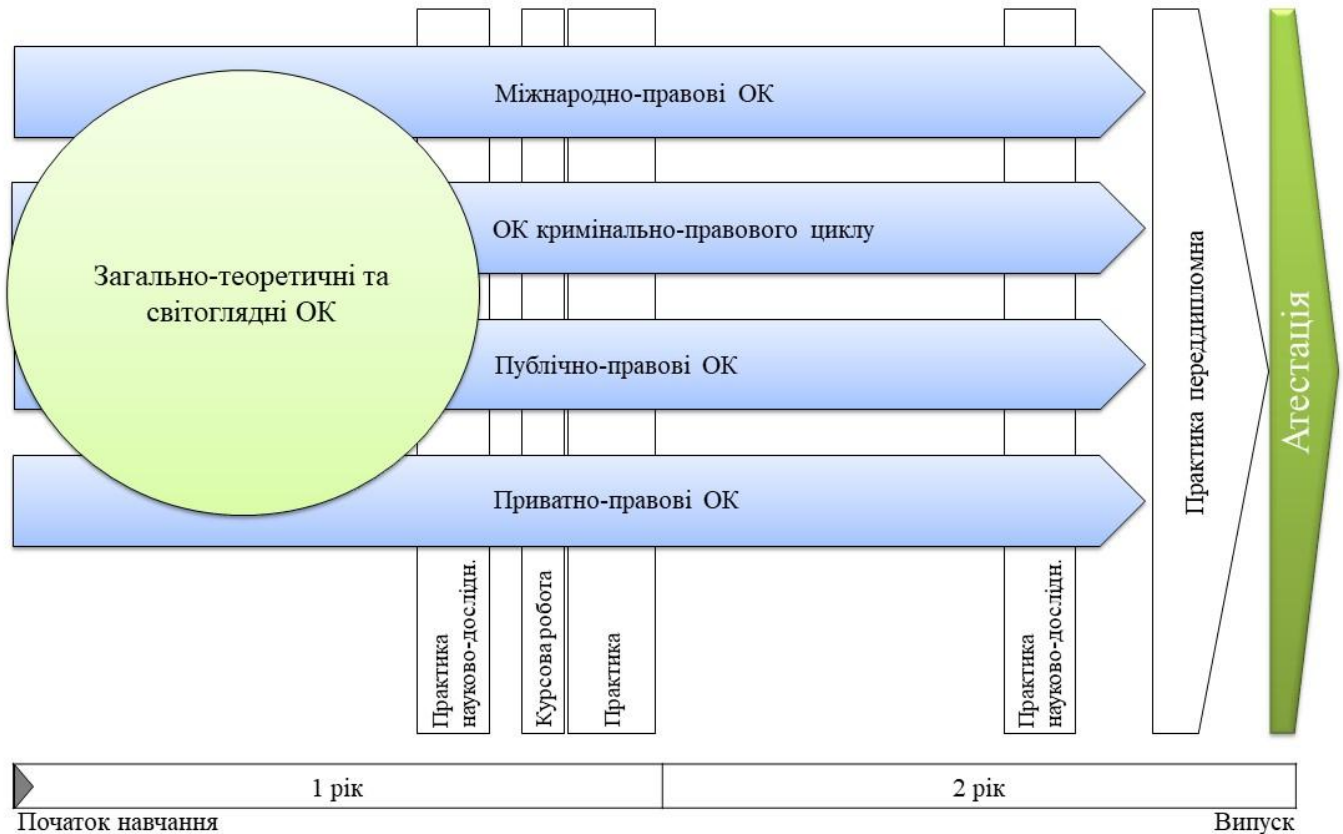 Міжнародно-правові ОК
ОК кримінально-правового циклу
Загально-теоретичні та
світоглядні ОК
Публічно-правові ОК
Приватно-правові ОК
Практика
науково-дослідн.
Курсова робота
Практика
Практика
науково-дослідн.
Практика переддипломна
Атестація
1 рік
2 рік
Початок навчання
Випуск